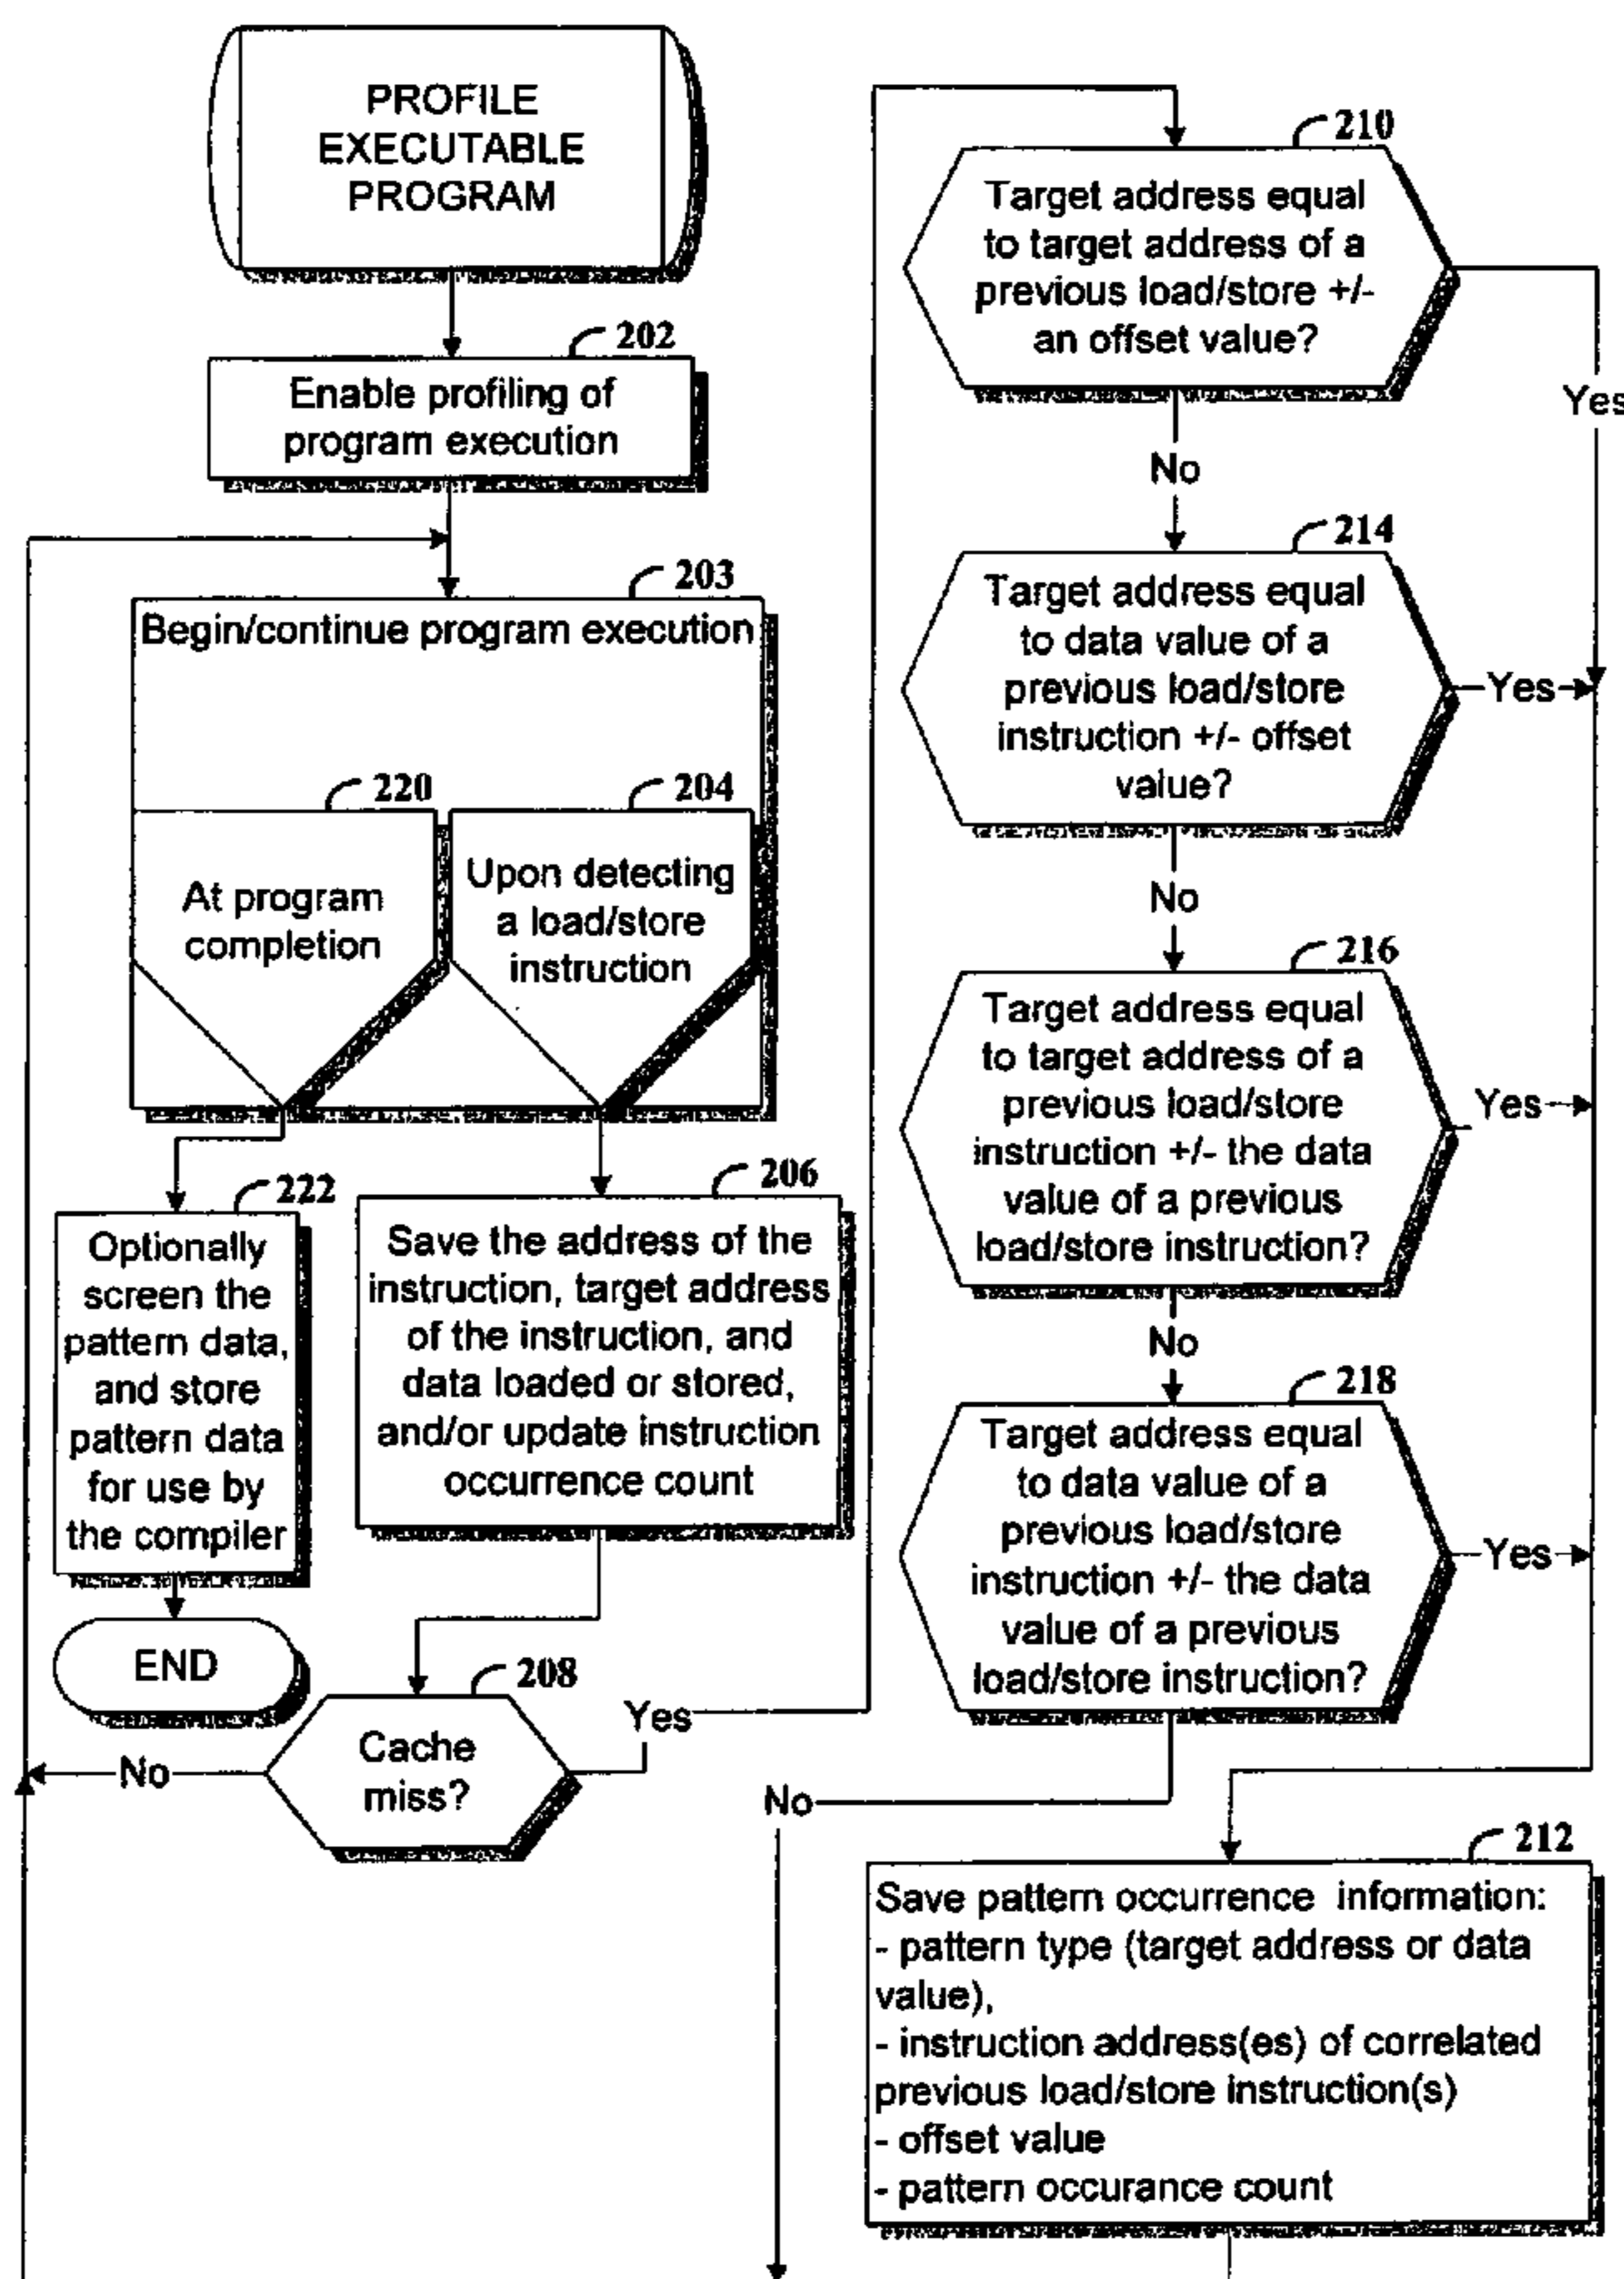 PROFILE
EXECUTABLE
PROGRAM
202
Enable profiling of
program execution
203
Begin/continue program execution
220
At program
completion
204
Upon detecting
a load/store
instruction
222
Optionally
screen the
pattern data,
and store
pattern data
for use by
the compiler
END
206
Save the address of the
instruction, target address
of the instruction, and
data loaded or stored,
and/or update instruction
occurrence count
208
Cache
miss?
No
Yes
210
Target address equal
to target address of a
previous load/store +/-
an offset value?
Yes
No
214
Target address equal
to data value of a
previous load/store
instruction +/- offset
value?
Yes
No
216
Target address equal
to target address of a
previous load/store
instruction +/- the data
value of a previous
load/store instruction?
Yes
No
218
Target address equal
to data value of a
previous load/store
instruction +/- the data
value of a previous
load/store instruction?
Yes
No
212
Save pattern occurrence information:
- pattern type (target address or data
value),
- instruction address(es) of correlated
previous load/store instruction(s)
- offset value
- pattern occurance count